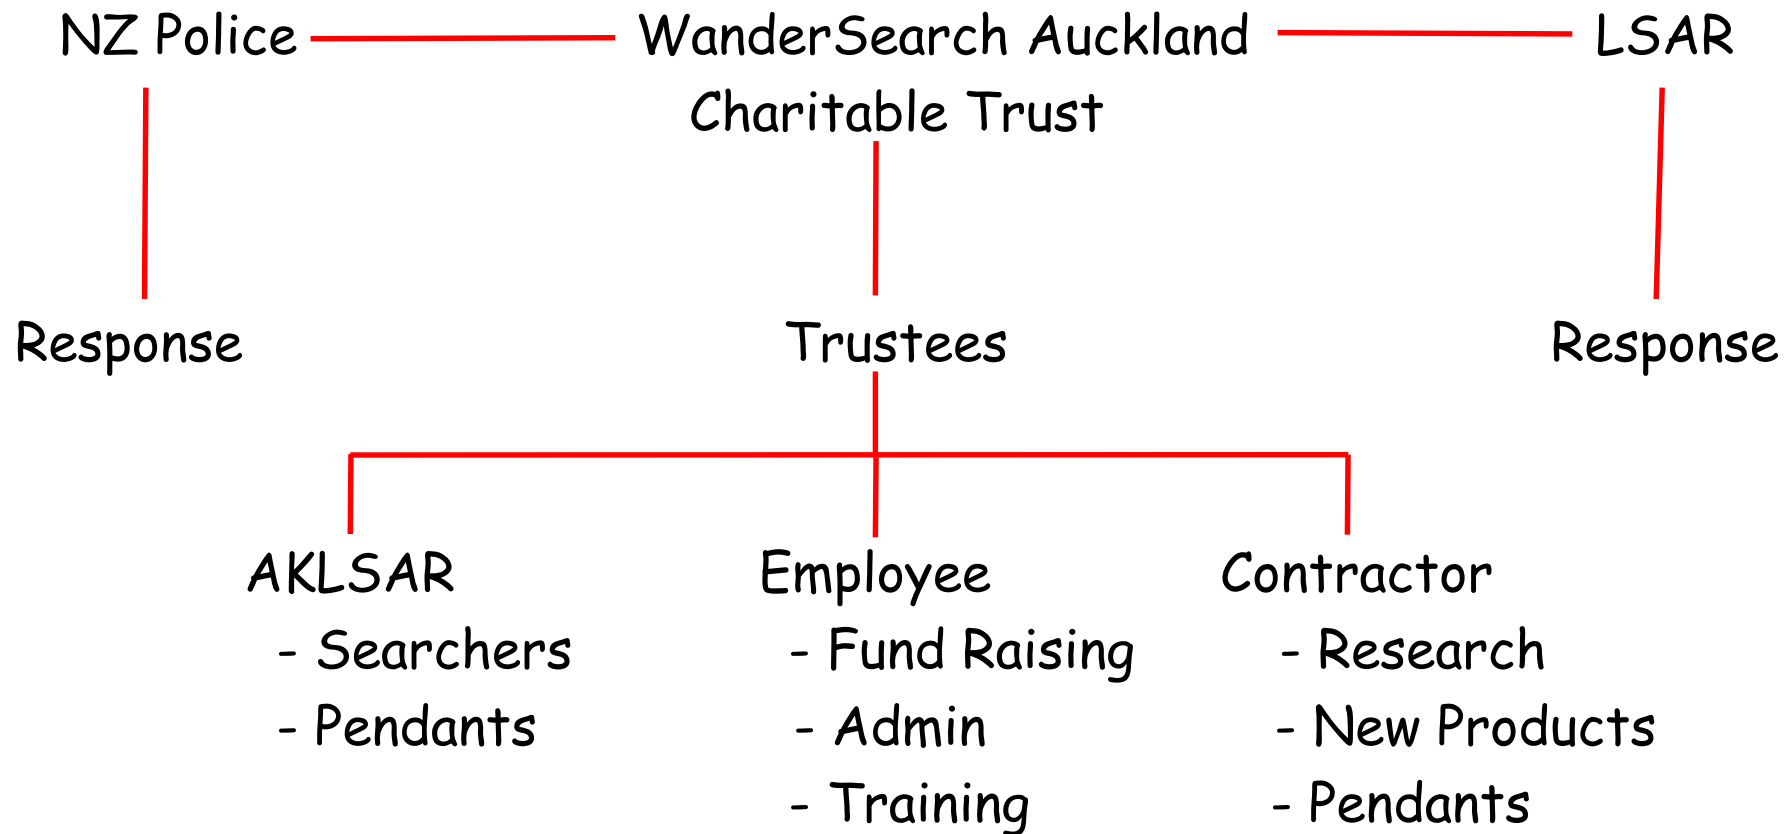 NZ Police
WanderSearch Auckland
Charitable Trust
LSAR
Response
Trustees
Response
AKLSAR
- Searchers
- Pendants
Employee
- Fund Raising
- Admin
- Training
Contractor
- Research
- New Products
- Pendants